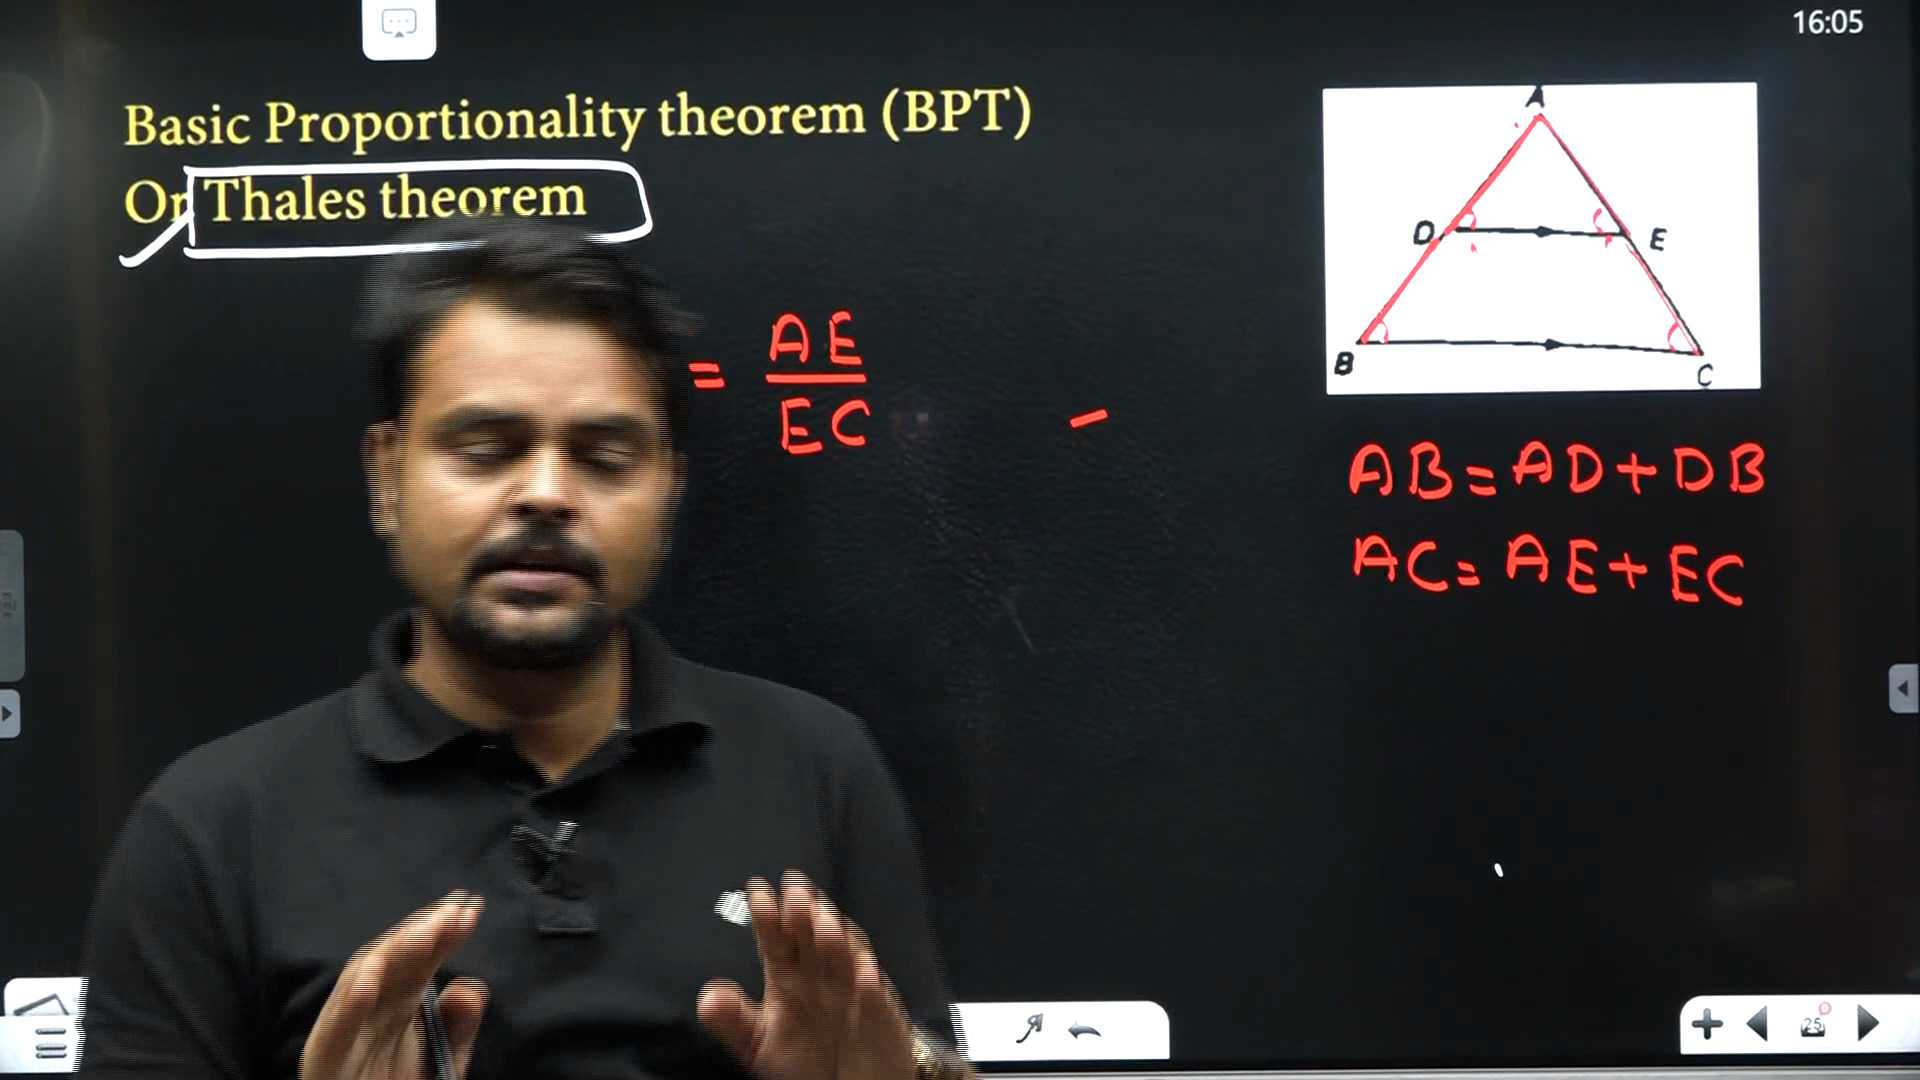 16:05
Basic Proportionality theorem (BPT)
Or Thales theorem
= AE
EC
A
D
E
B
C
AB = AD + DB
AC = AE + EC
25